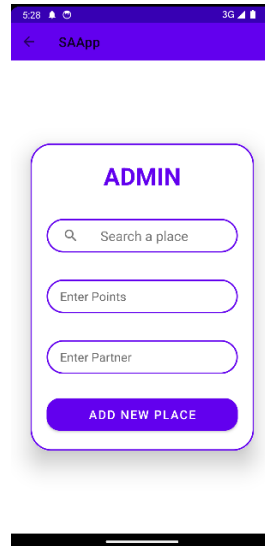 5:28
3G
SAApp
ADMIN
Search a place
Enter Points
Enter Partner
ADD NEW PLACE